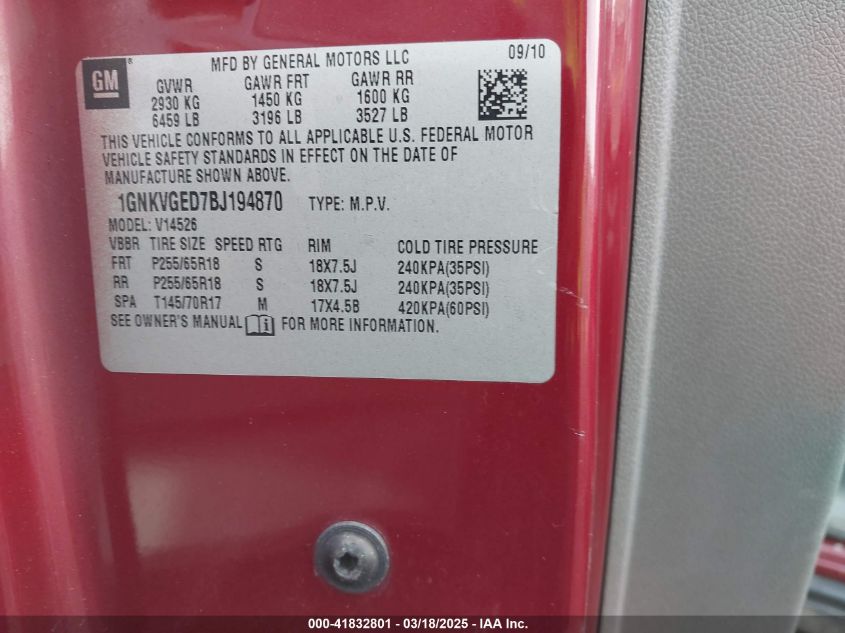 GM® MFD BY GENERAL MOTORS LLC 09/10
GVWR GAWR FRT GAWR RR
2930 KG 1450 KG 1600 KG
6459 LB 3196 LB 3527 LB
THIS VEHICLE CONFORMS TO ALL APPLICABLE U.S. FEDERAL MOTOR
VEHICLE SAFETY STANDARDS IN EFFECT ON THE DATE OF
MANUFACTURE SHOWN ABOVE.
1GNKVGED7BJ194870 TYPE: M.P.V.
MODEL: V14526
VBBR TIRE SIZE SPEED RTG RIM COLD TIRE PRESSURE
FRT P255/65R18 S 18X7.5J 240KPA(35PSI)
RR P255/65R18 S 18X7.5J 240KPA(35PSI)
SPA T145/70R17 M 17X4.5B 420KPA(60PSI)
SEE OWNER'S MANUAL FOR MORE INFORMATION.
000-41832801 - 03/18/2025 - IAA Inc.